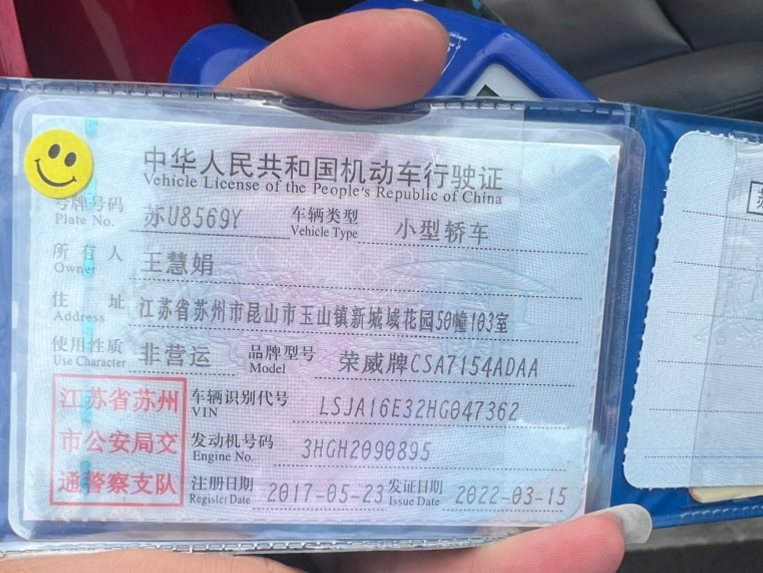 中华人民共和国机动车行驶证
Vehicle License of the People's Republic of China
号牌号码 苏U8569Y 车辆类型 小型轿车
Plate No. Vehicle Type
所有人 王慧娟
Owner
住址 江苏省苏州市昆山市玉山镇新城域花园50幢103室
Address
使用性质 非营运 品牌型号 荣威牌CSA7154ADAA
Use Character Model
江苏省苏州
市公安局交
通警察支队
车辆识别代号 LSJA16E32HG047362
VIN
发动机号码 3HGH2090895
Engine No.
注册日期 2017-05-23 发证日期 2022-03-15
Register Date Issue Date